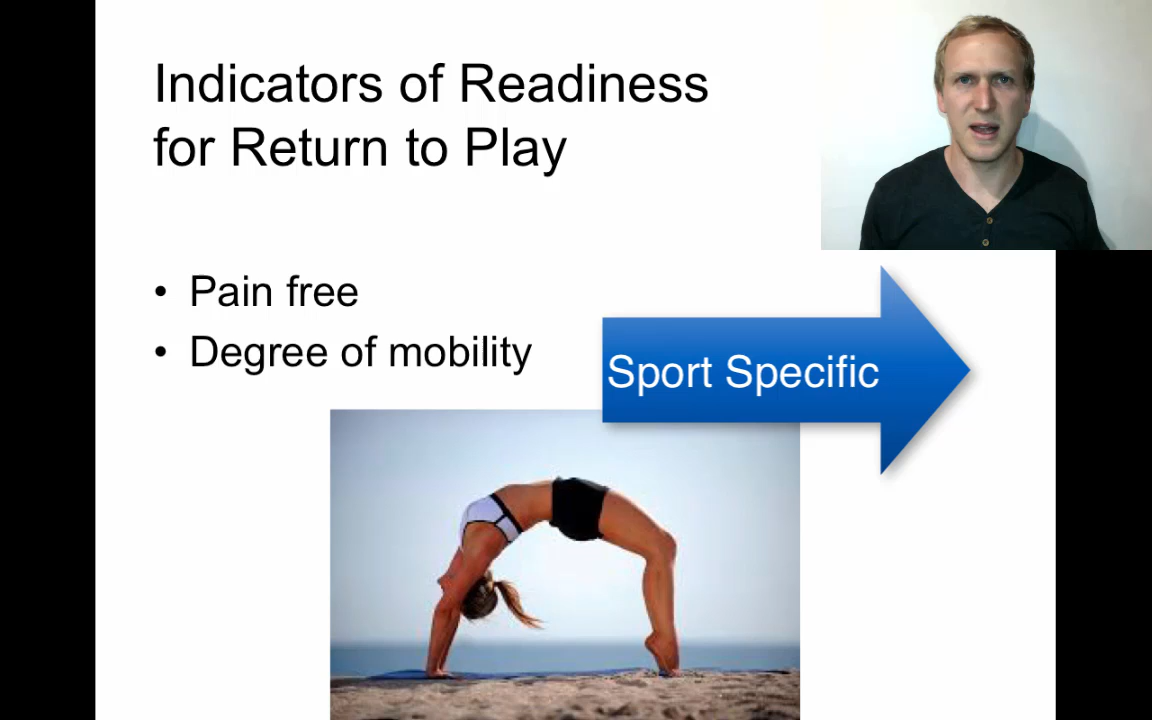 Indicators of Readiness
for Return to Play
• Pain free
• Degree of mobility
Sport Specific